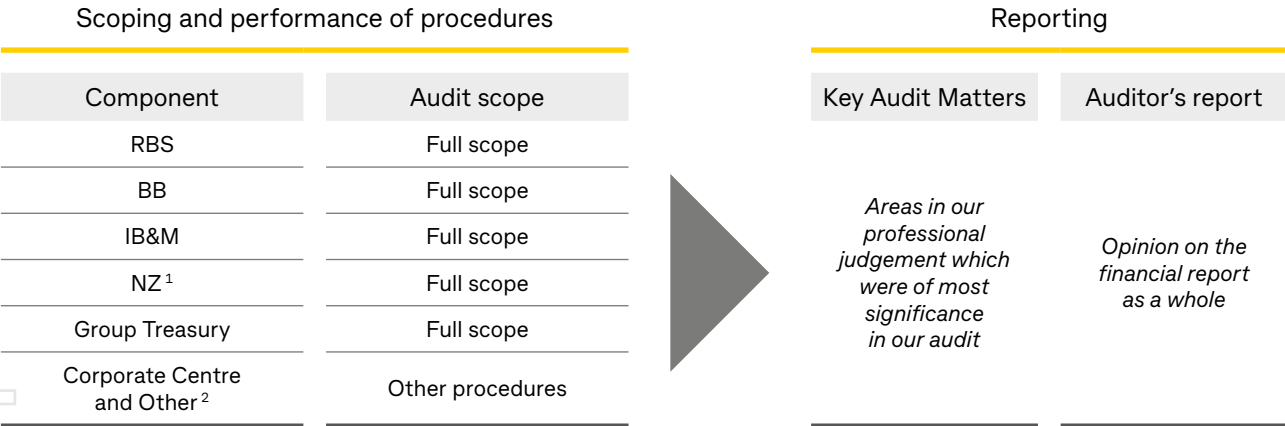 Scoping and performance of procedures
Component Audit scope
RBS Full scope
BB Full scope
IB&M Full scope
NZ 1 Full scope
Group Treasury Full scope
Corporate Centre
and Other 2 Other procedures
Reporting
Key Audit Matters Auditor’s report
Areas in our
professional
judgement which
were of most
significance
in our audit
Opinion on the
financial report
as a whole